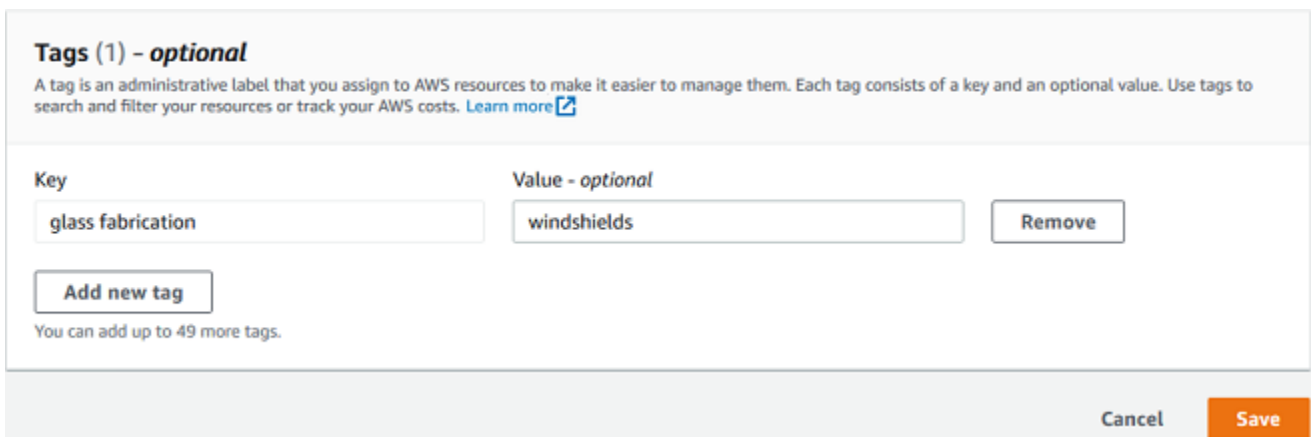 Tags (1) – optional
A tag is an administrative label that you assign to AWS resources to make it easier to manage them. Each tag consists of a key and an optional value. Use tags to
search and filter your resources or track your AWS costs. Learn more
Key
Value - optional
glass fabrication
windshields
Remove
Add new tag
You can add up to 49 more tags.
Cancel
Save